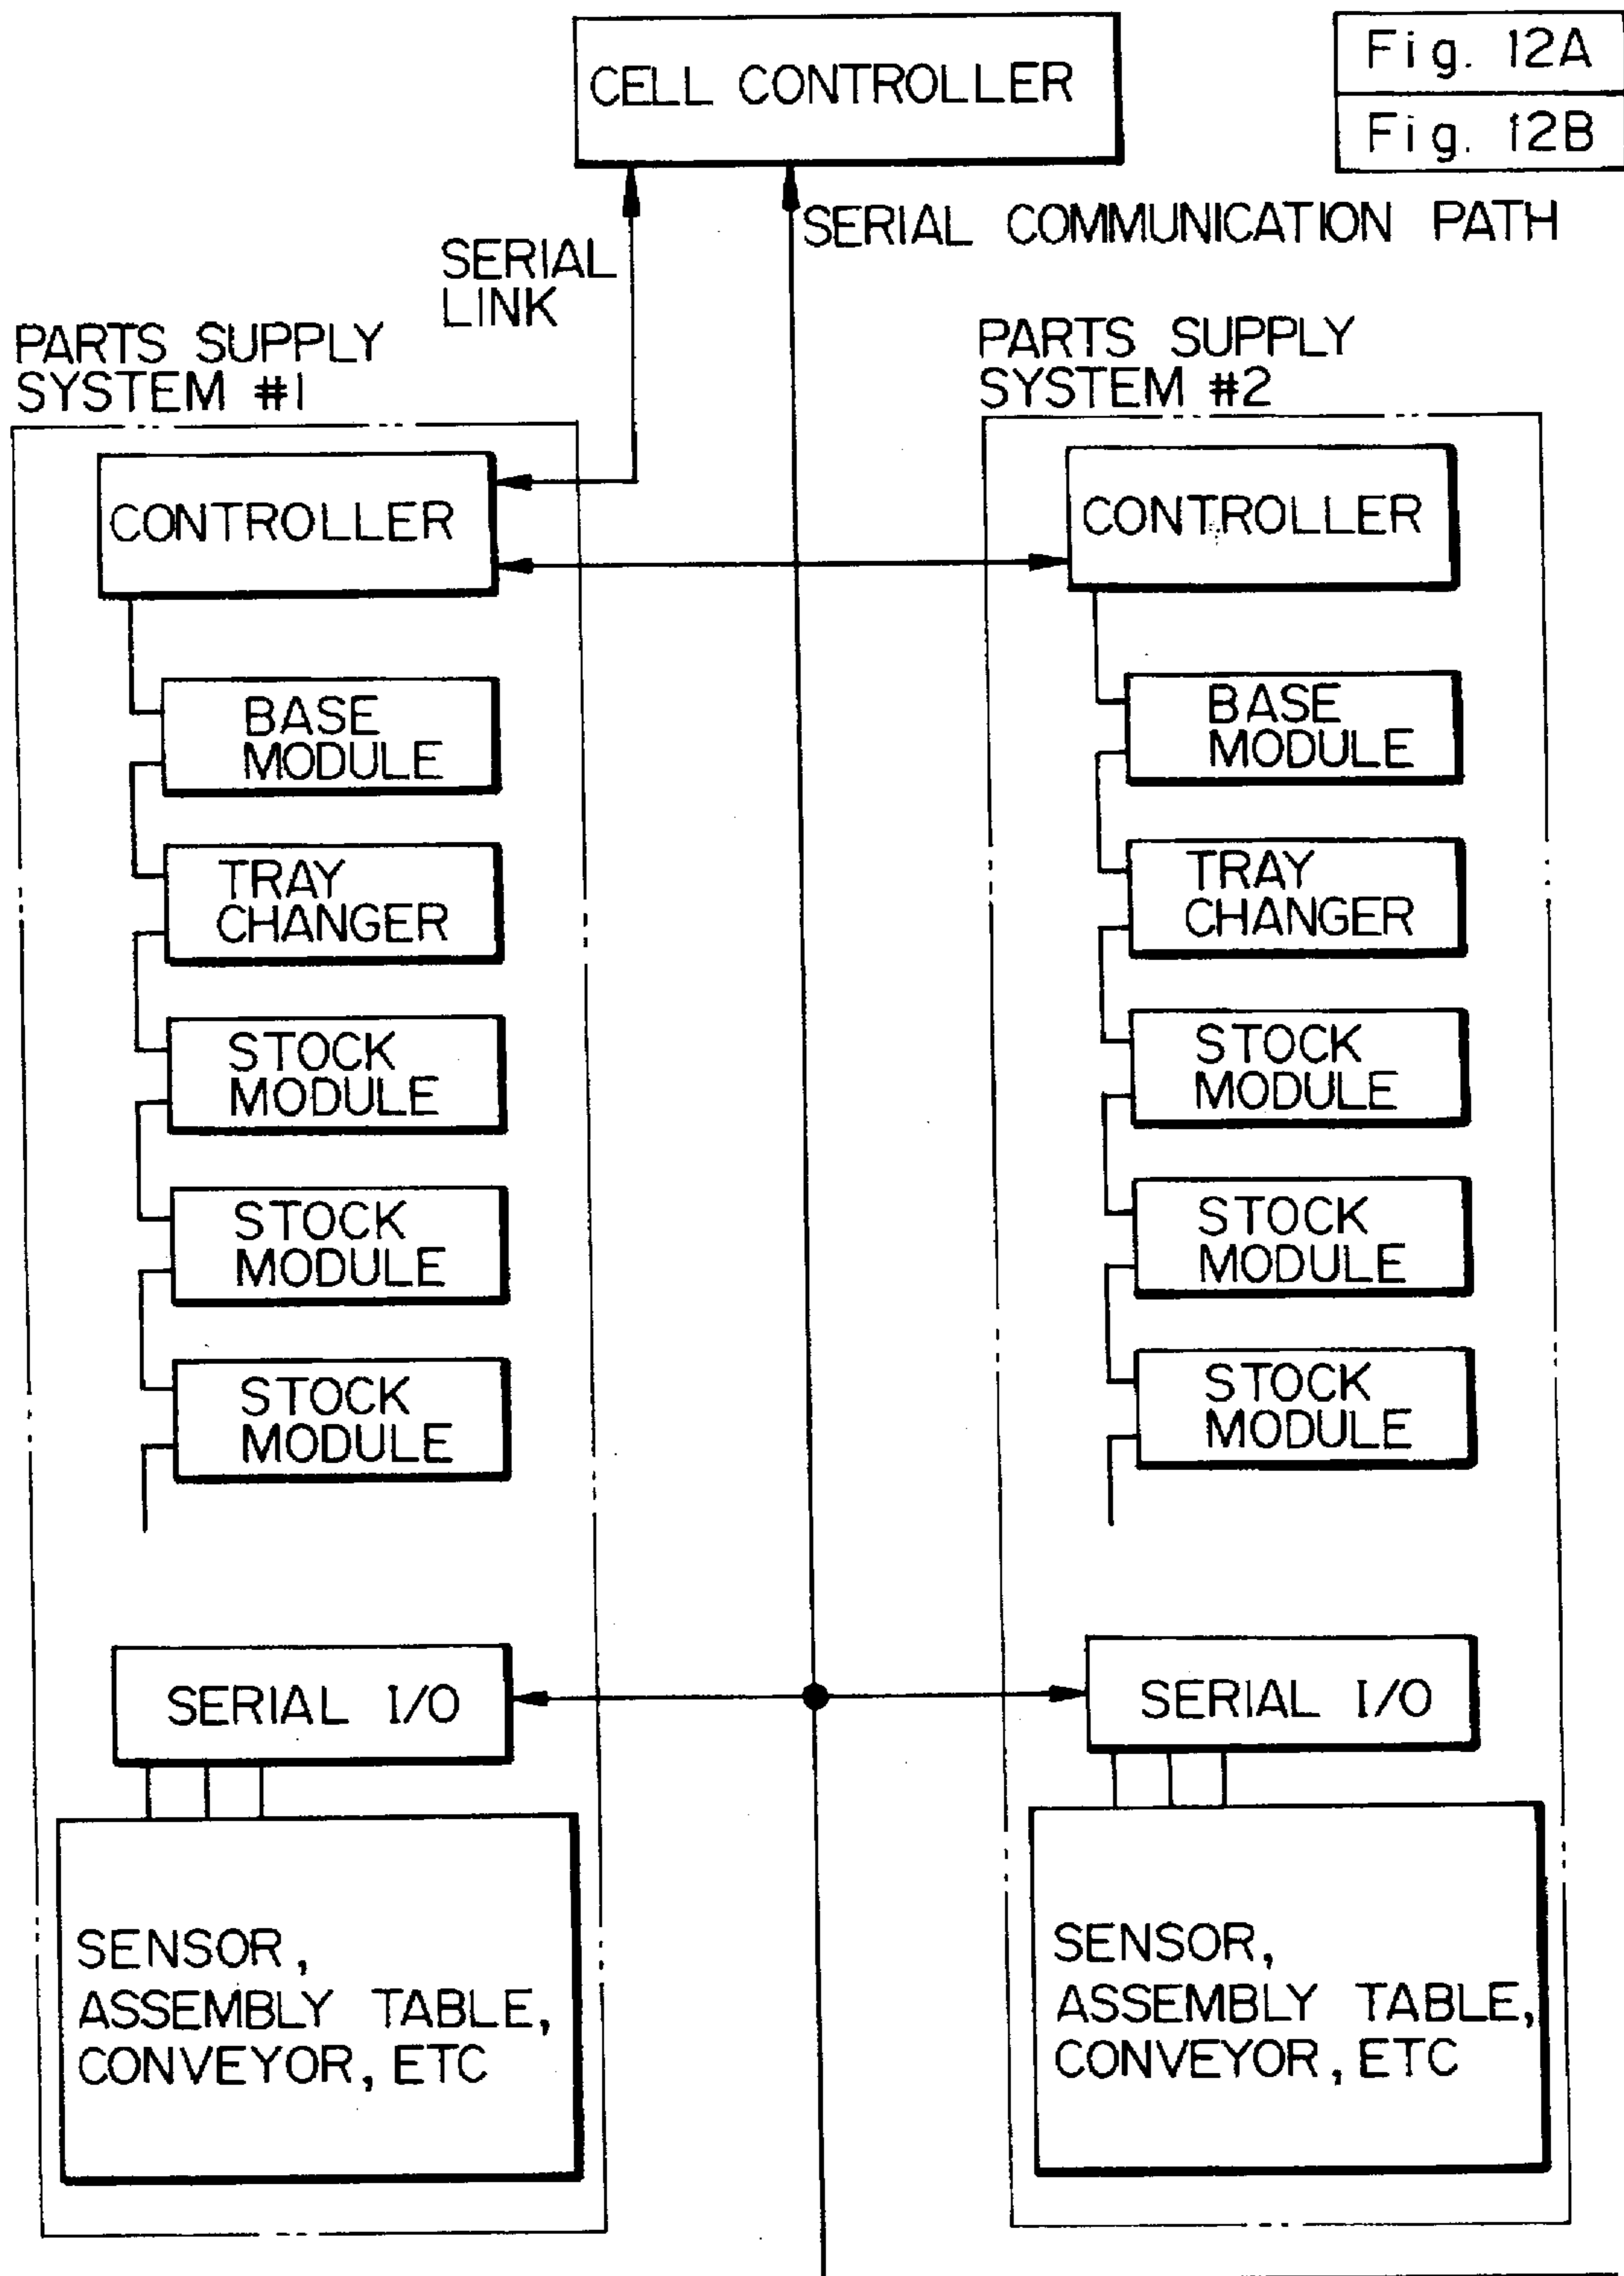 CELL CONTROLLER
Fig. 12A
Fig. 12B
SERIAL COMMUNICATION PATH
SERIAL
LINK
PARTS SUPPLY
SYSTEM #1
CONTROLLER
BASE
MODULE
TRAY
CHANGER
STOCK
MODULE
STOCK
MODULE
STOCK
MODULE
SERIAL I/O
SENSOR,
ASSEMBLY TABLE,
CONVEYOR, ETC
PARTS SUPPLY
SYSTEM #2
CONTROLLER
BASE
MODULE
TRAY
CHANGER
STOCK
MODULE
STOCK
MODULE
STOCK
MODULE
SERIAL I/O
SENSOR,
ASSEMBLY TABLE,
CONVEYOR, ETC